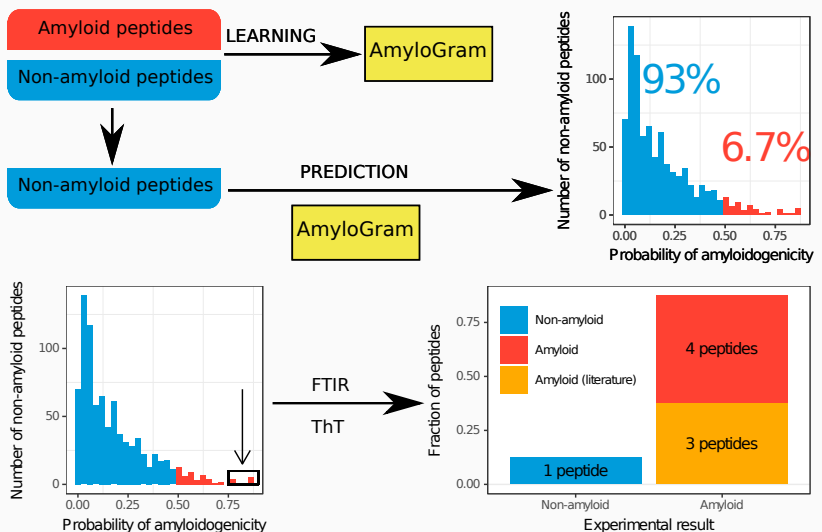 Amyloid peptides
LEARNING
AmyloGram
Non-amyloid peptides
Non-amyloid peptides
PREDICTION
AmyloGram
Number of non-amyloid peptides
100
50
0
93%
6.7%
0.00 0.25 0.50 0.75
Probability of amyloidogenicity
Number of non-amyloid peptides
100
50
0
0.00 0.25 0.50 0.75
Probability of amyloidogenicity
FTIR
ThT
Fraction of peptides
0.75
0.50
0.25
0.00
Non-amyloid
Amyloid
Amyloid (literature)
4 peptides
3 peptides
1 peptide
Non-amyloid Amyloid
Experimental result